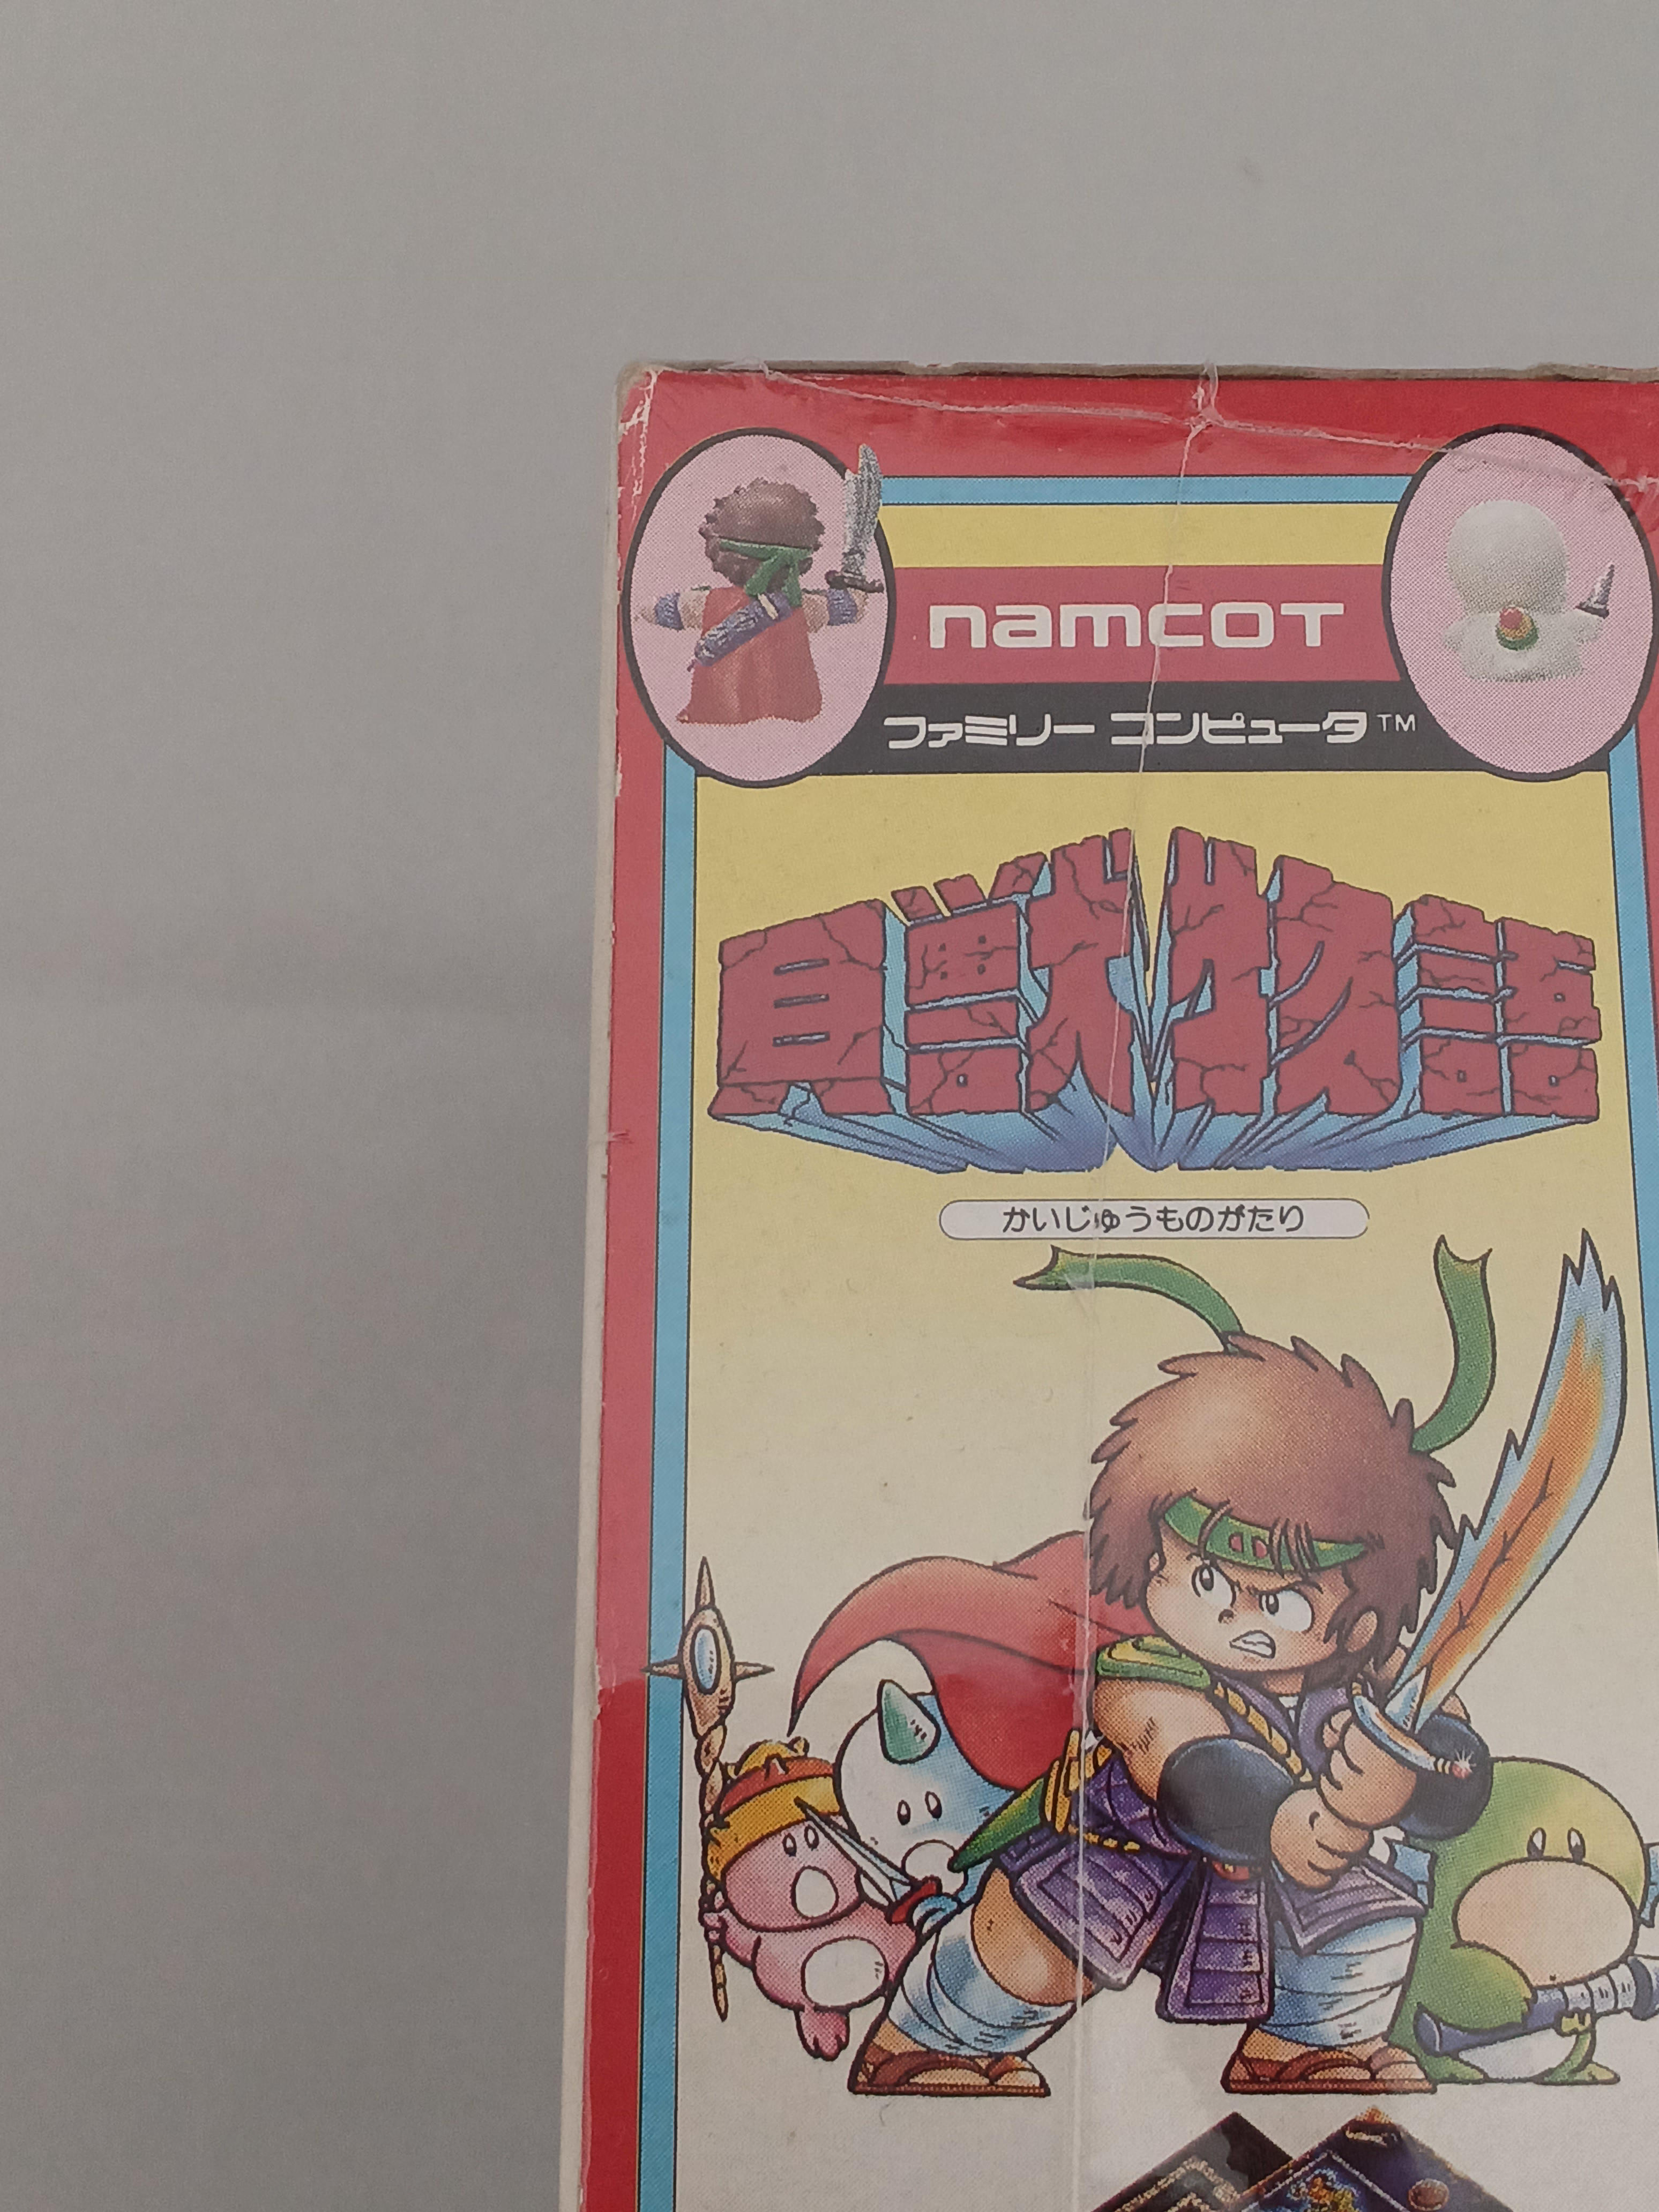 namcoT
ファミリー コンピュータ™
貝獣物語
かいじゅうものがたり